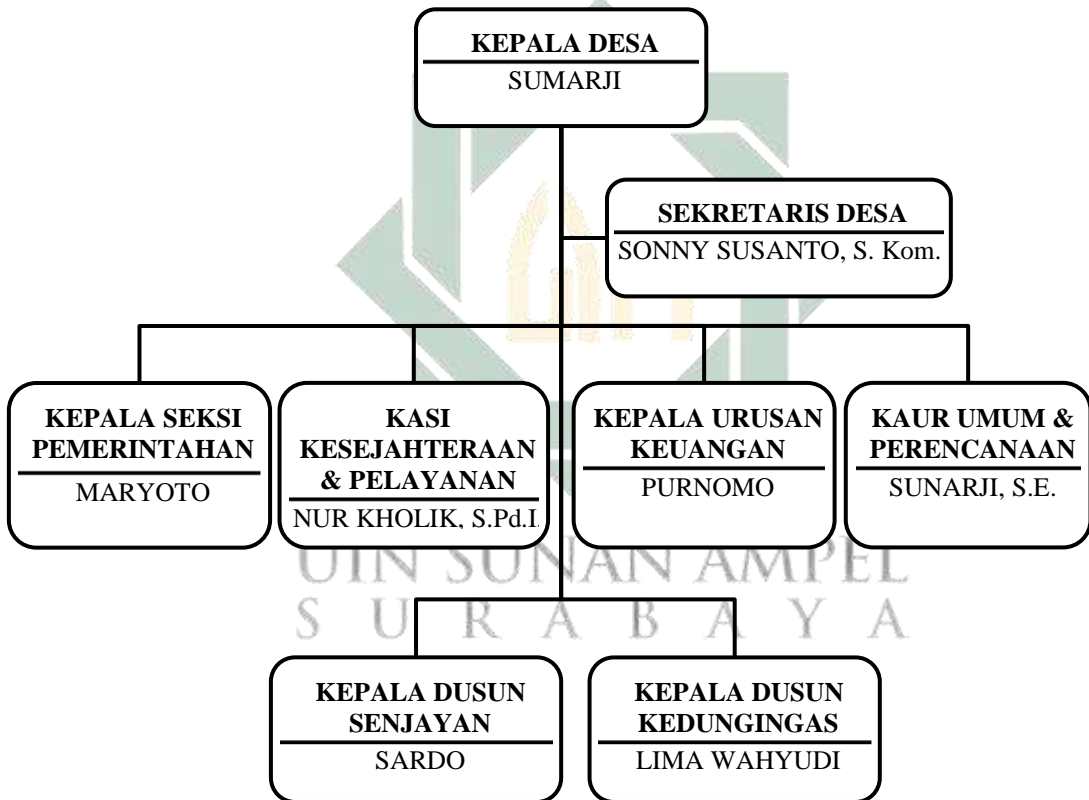 KEPALA DESA
SUMARJI
SEKRETARIS DESA
SONNY SUSANTO, S. Kom.
KEPALA SEKSI
PEMERINTAHAN
MARYOTO
KASI
KESEJAHTERAAN
& PELAYANAN
NUR KHOLIK, S.Pd.I.
KEPALA URUSAN
KEUANGAN
PURNOMO
KAUR UMUM &
PERENCANAAN
SUNARJI, S.E.
UIN SUNAN AMPEL
SURABAYA
KEPALA DUSUN
SENJAYAN
SARDO
KEPALA DUSUN
KEDUNGINGAS
LIMA WAHYUDI